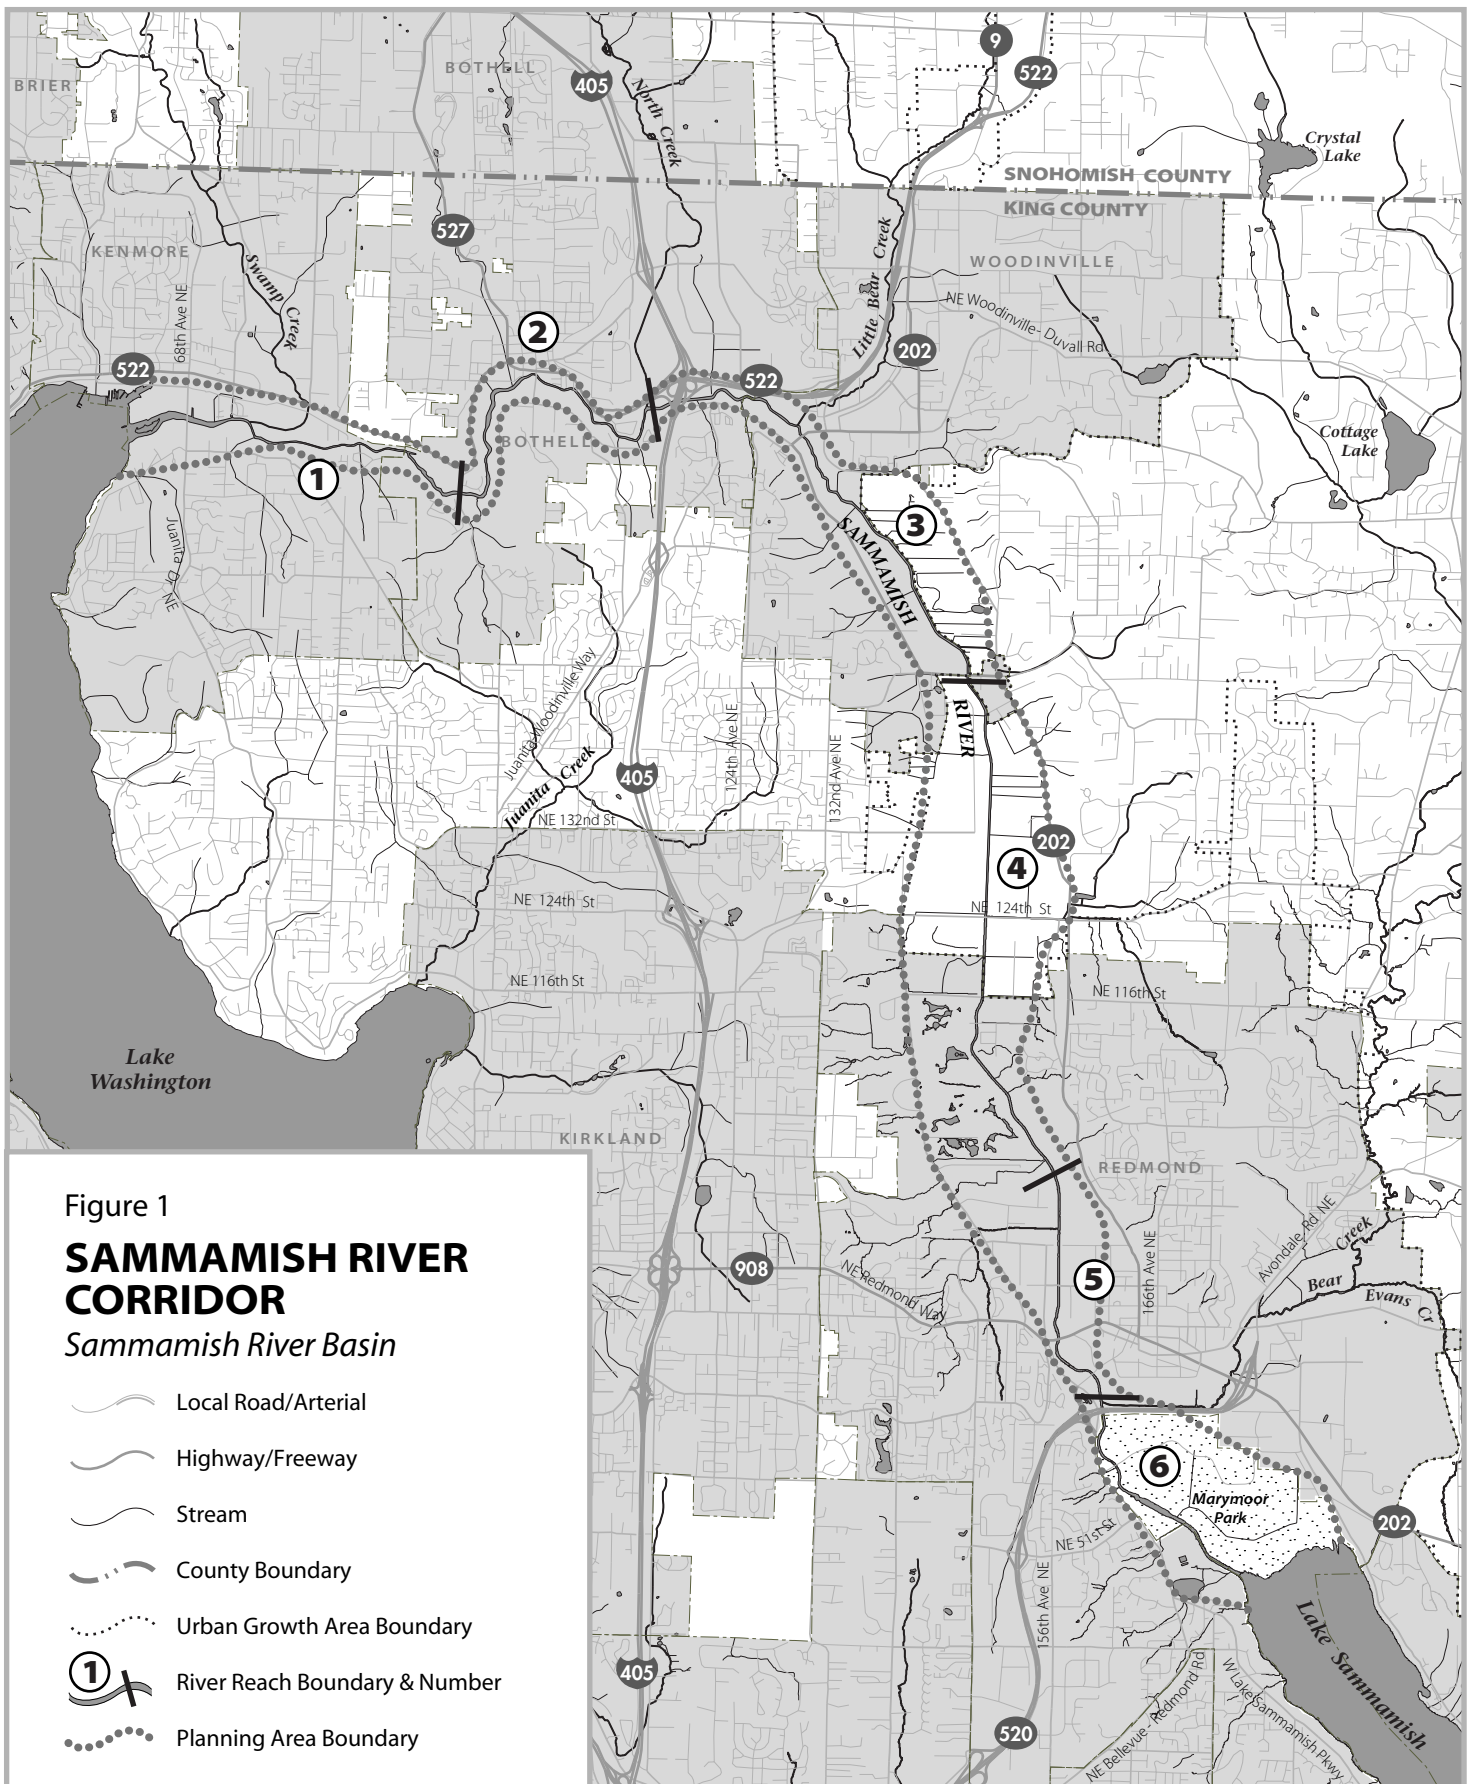 9
522
BOTHELL
405
BRIER
North Creek
Crystal
Lake
SNOHOMISH COUNTY
KING COUNTY
527
KENMORE
Swamp
Creek
68th Ave NE
Little Bear Creek
WOODINVILLE
NE Woodinville - Duvall Rd
2
202
522
522
BOTHELL
Cottage
Lake
1
3
SAMMAMISH
RIVER
Juanita Dr NE
Juanita-Woodinville Way
Juanita Creek
405
124th Ave NE
132nd Ave NE
NE 132nd St
202
4
NE 124th St
NE 124th St
NE 116th St
NE 116th St
Lake
Washington
KIRKLAND
REDMOND
908
NE Redmond Way
5
166th Ave NE
Avondale Rd NE
Bear Creek
Evans Cr
6
Marymoor
Park
202
NE 51st St
156th Ave NE
Lake Sammamish
405
520
NE Bellevue - Redmond Rd
W Lake Sammamish Pkwy
Figure 1
SAMMAMISH RIVER
CORRIDOR
Sammamish River Basin
Local Road/Arterial
Highway/Freeway
Stream
County Boundary
Urban Growth Area Boundary
1
River Reach Boundary & Number
Planning Area Boundary